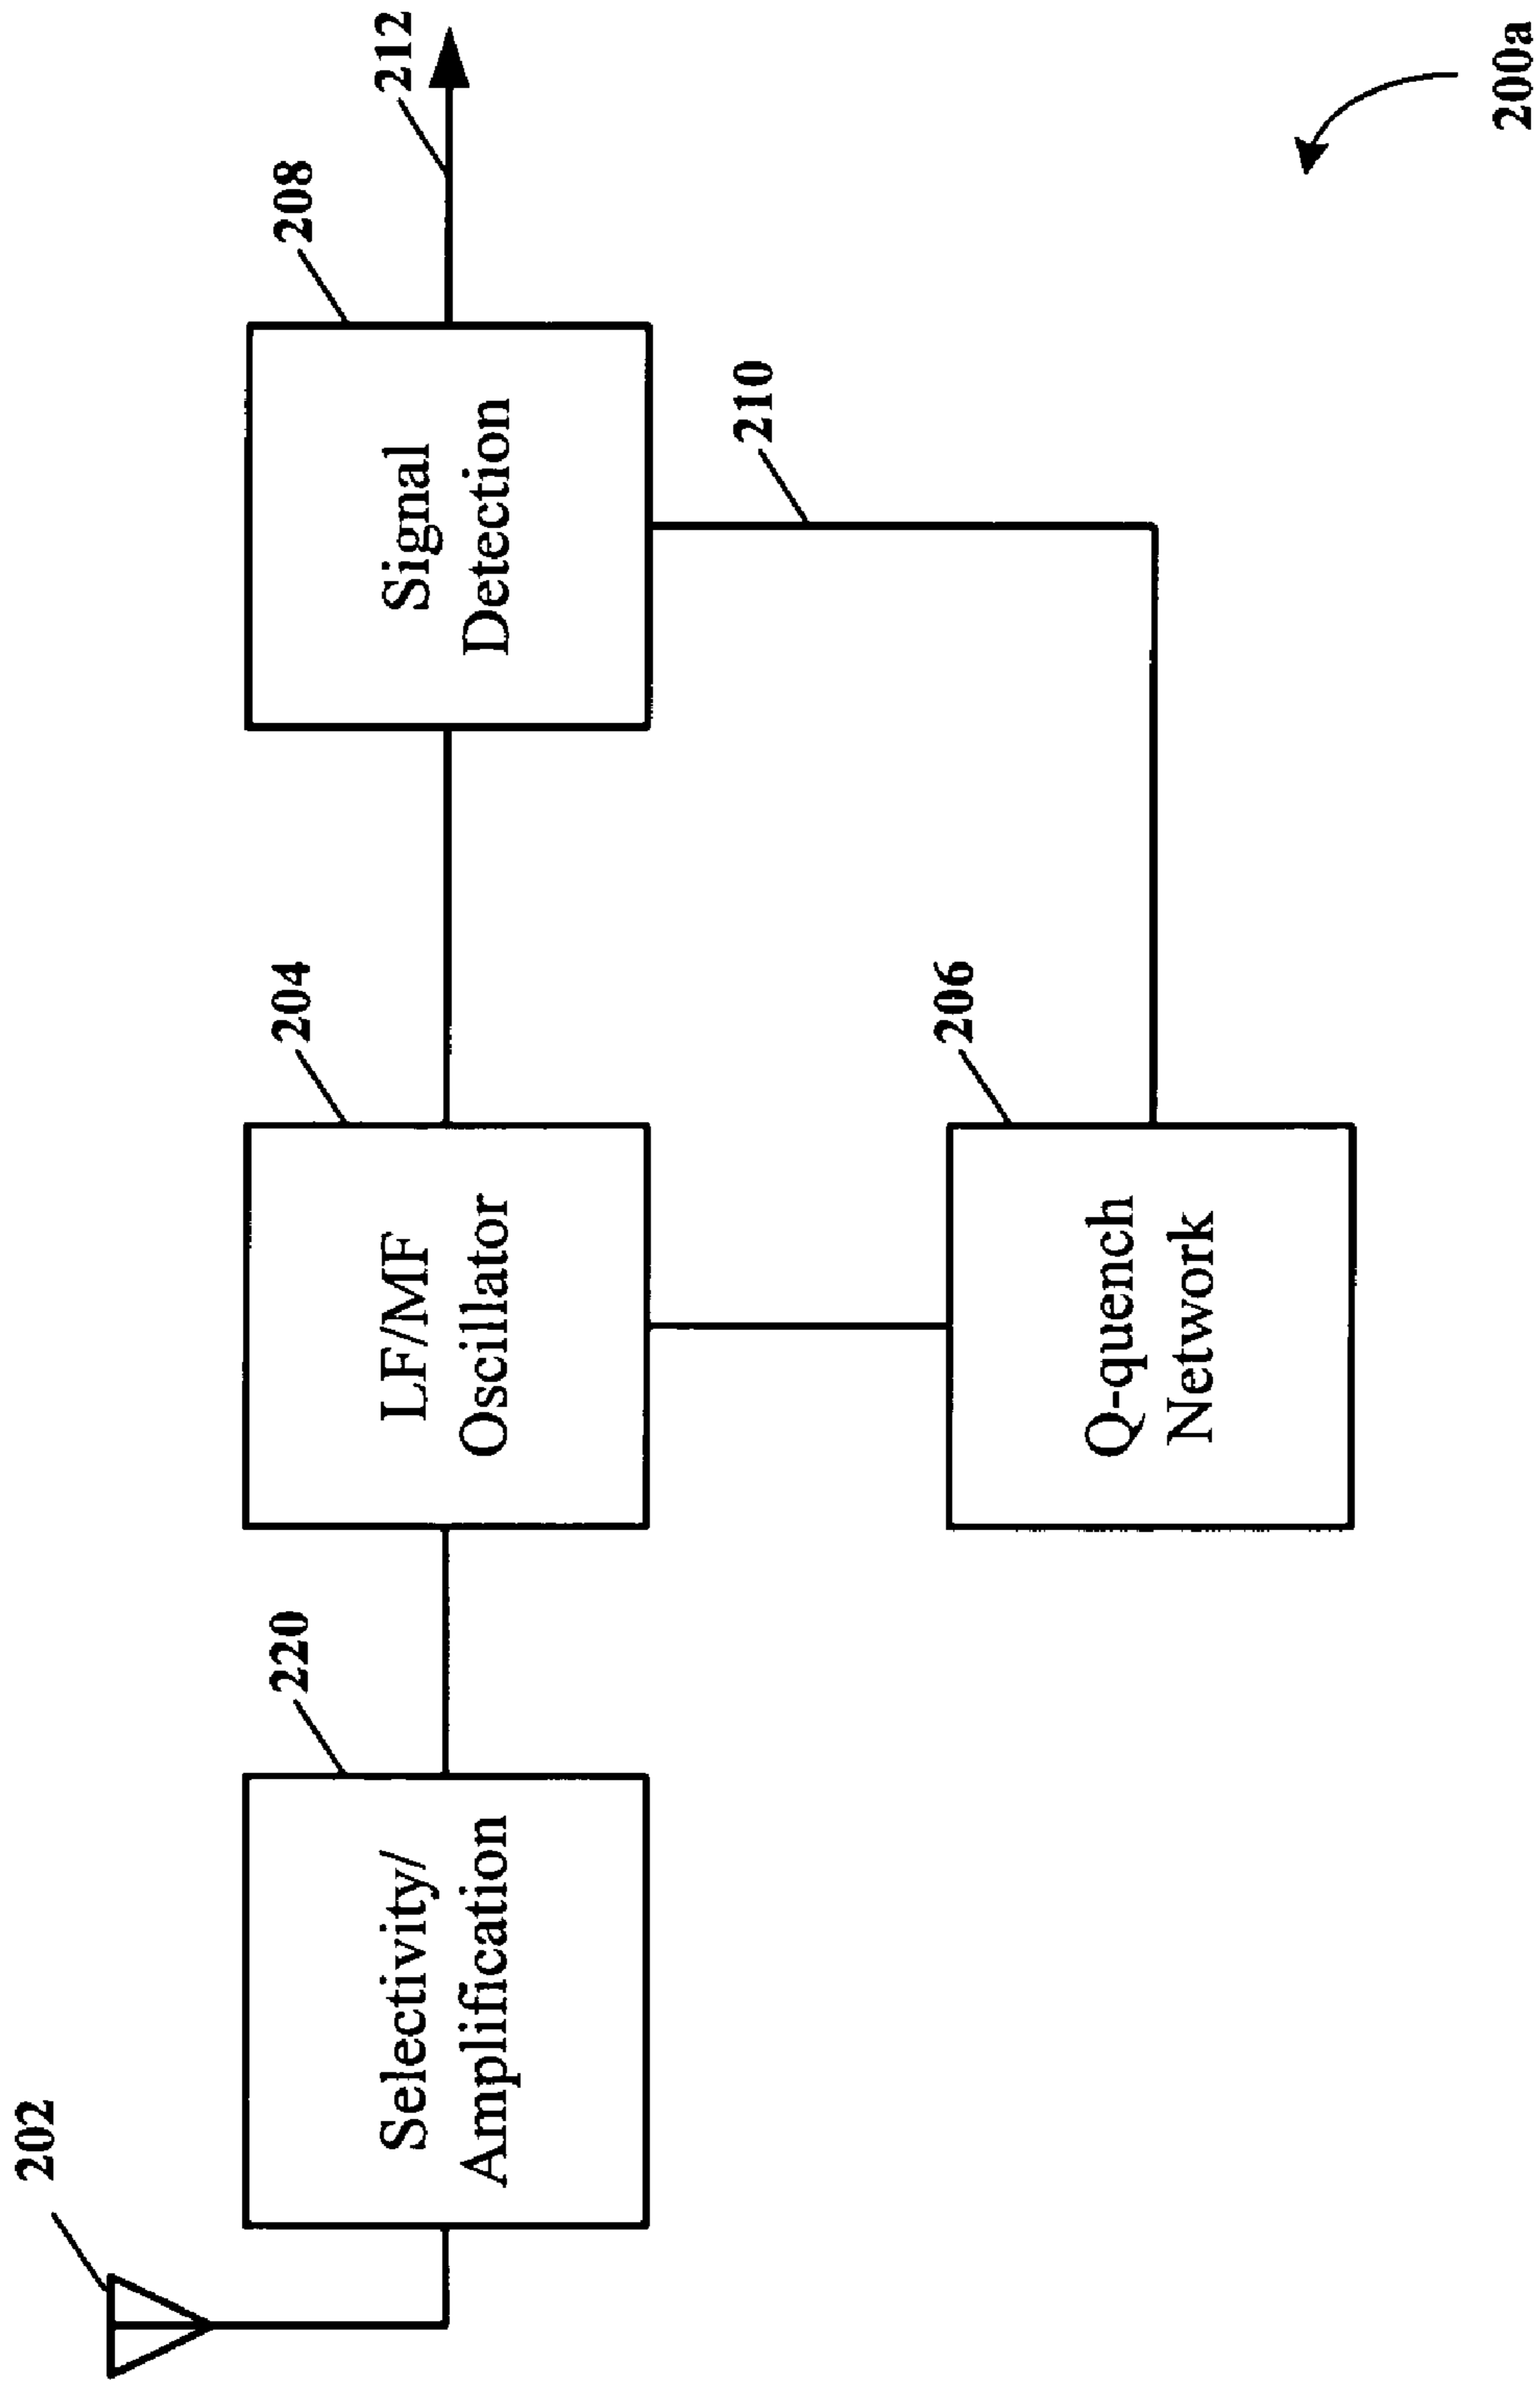 202
220
204
208
212
Selectivity/
Amplification
LF/MF
Oscillator
Signal
Detection
210
206
Q-quench
Network
200a